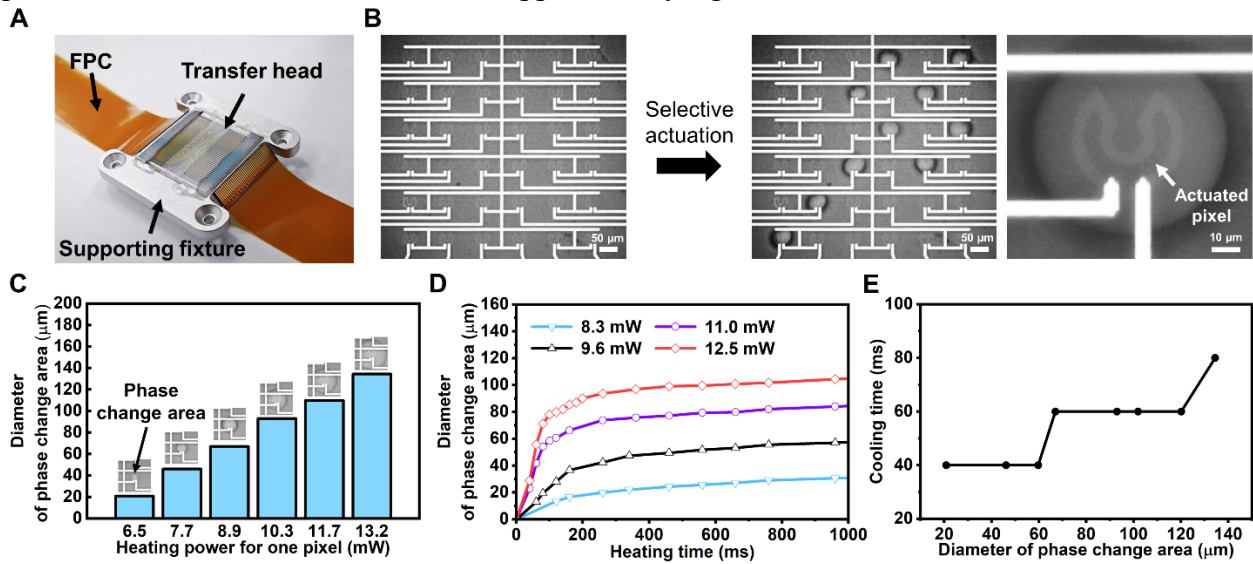 A
FPC
Transfer head
Supporting fixture
B
Selective
actuation
50 μm
50 μm
Actuated
pixel
10 μm
C
Diameter
of phase change area (μm)
200
180
160
140
120
100
80
60
40
20
0
Phase
change area
6.5 7.7 8.9 10.3 11.7 13.2
Heating power for one pixel (mW)
D
Diameter
of phase change area (μm)
160
140
120
100
80
60
40
20
0
8.3 mW 11.0 mW
9.6 mW 12.5 mW
0 200 400 600 800 1000
Heating time (ms)
E
Cooling time (ms)
100
80
60
40
20
20 40 60 80 100 120 140
Diameter of phase change area (μm)